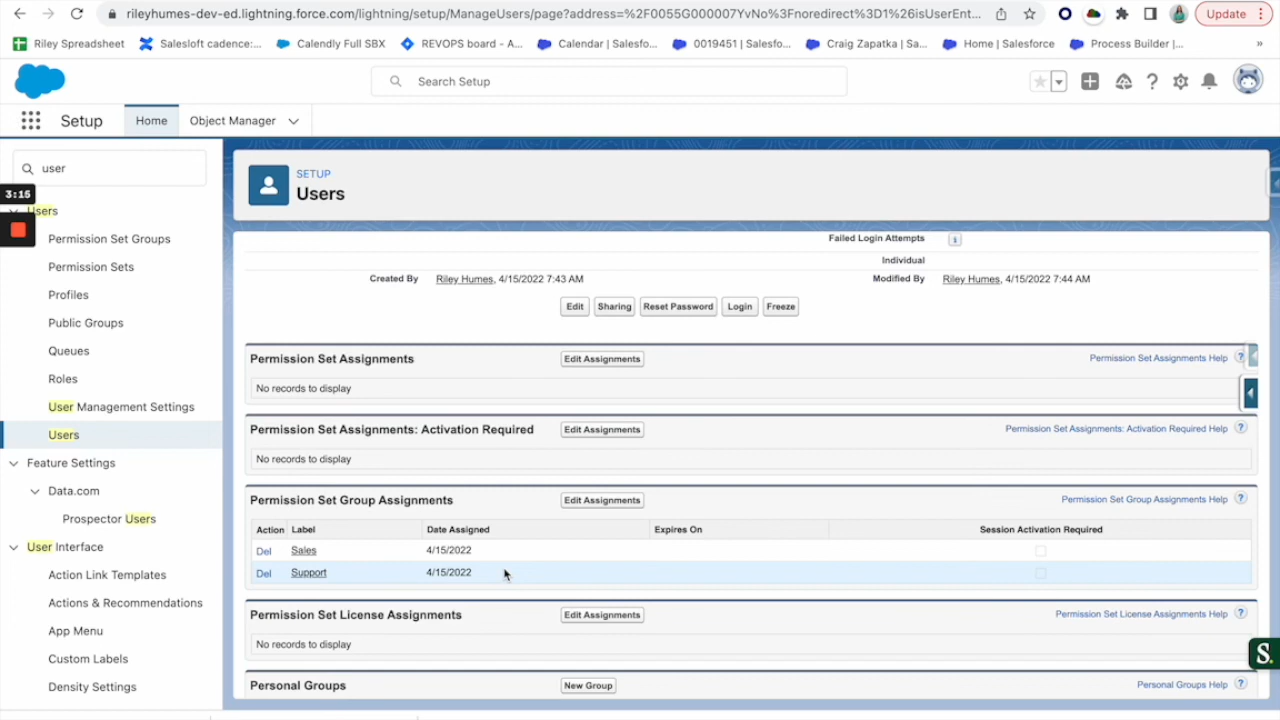 rileyhumes-dev-ed.lightning.force.com/lightning/setup/ManageUsers/page?address=%2F0055G000007YvNo%3Fnoredirect%3D1%26isUserEnt...
Update
Riley Spreadsheet
Salesloft cadence:...
Calendly Full SBX
REVOPS board - A...
Calendar | Salesfo...
0019451 | Salesfo...
Craig Zapatka | Sa...
Home | Salesforce
Process Builder |...
»
Search Setup
Setup
Home
Object Manager
user
3:15
Users
Permission Set Groups
Permission Sets
Profiles
Public Groups
Queues
Roles
User Management Settings
Users
Feature Settings
Data.com
Prospector Users
User Interface
Action Link Templates
Actions & Recommendations
App Menu
Custom Labels
Density Settings
SETUP
Users
Failed Login Attempts i
Individual
Created By Riley Humes, 4/15/2022 7:43 AM
Modified By Riley Humes, 4/15/2022 7:44 AM
Edit Sharing Reset Password Login Freeze
Permission Set Assignments Edit Assignments Permission Set Assignments Help ?
No records to display
Permission Set Assignments: Activation Required Edit Assignments Permission Set Assignments: Activation Required Help ?
No records to display
Permission Set Group Assignments Edit Assignments Permission Set Group Assignments Help ?
Action Label Date Assigned Expires On Session Activation Required
Del Sales 4/15/2022
Del Support 4/15/2022
Permission Set License Assignments Edit Assignments Permission Set License Assignments Help ?
No records to display
Personal Groups New Group Personal Groups Help ?
S.